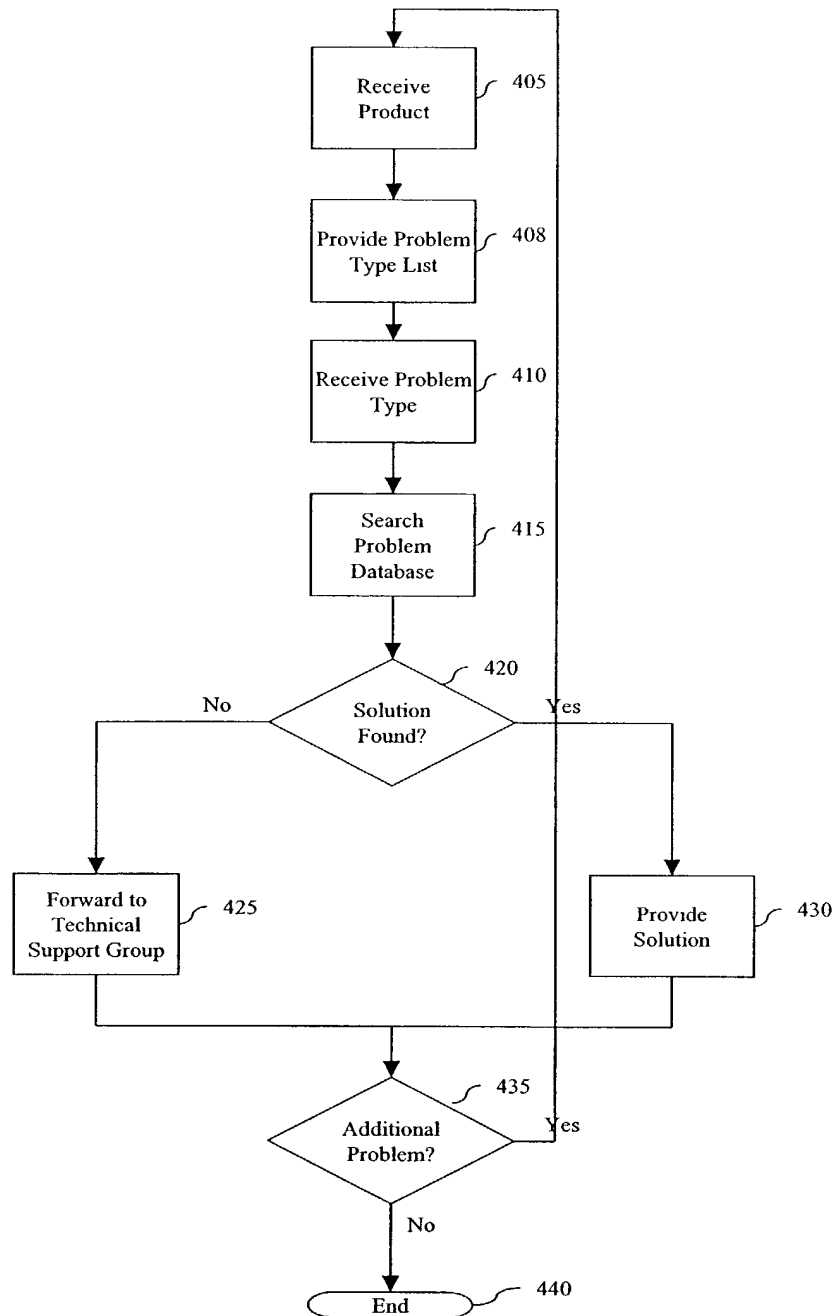 Receive
Product
405
Provide Problem
Type List
408
Receive Problem
Type
410
Search
Problem
Database
415
420
No
Solution
Found?
Yes
Forward to
Technical
Support Group
425
Provide
Solution
430
435
Additional
Problem?
Yes
No
End
440